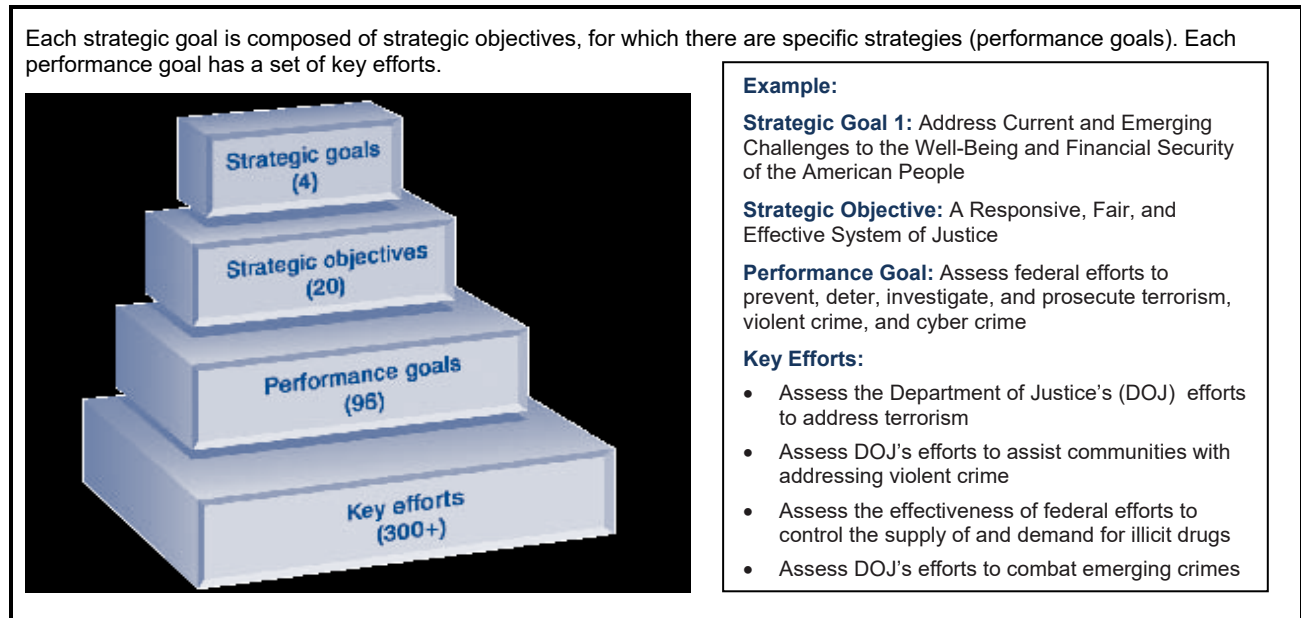 Each strategic goal is composed of strategic objectives, for which there are specific strategies (performance goals). Each
performance goal has a set of key efforts.
Strategic goals
(4)
Strategic objectives
(20)
Performance goals
(96)
Key efforts
(300+)
Example:
Strategic Goal 1: Address Current and Emerging
Challenges to the Well-Being and Financial Security
of the American People
Strategic Objective: A Responsive, Fair, and
Effective System of Justice
Performance Goal: Assess federal efforts to
prevent, deter, investigate, and prosecute terrorism,
violent crime, and cyber crime
Key Efforts:
• Assess the Department of Justice’s (DOJ) efforts
to address terrorism
• Assess DOJ’s efforts to assist communities with
addressing violent crime
• Assess the effectiveness of federal efforts to
control the supply of and demand for illicit drugs
• Assess DOJ’s efforts to combat emerging crimes